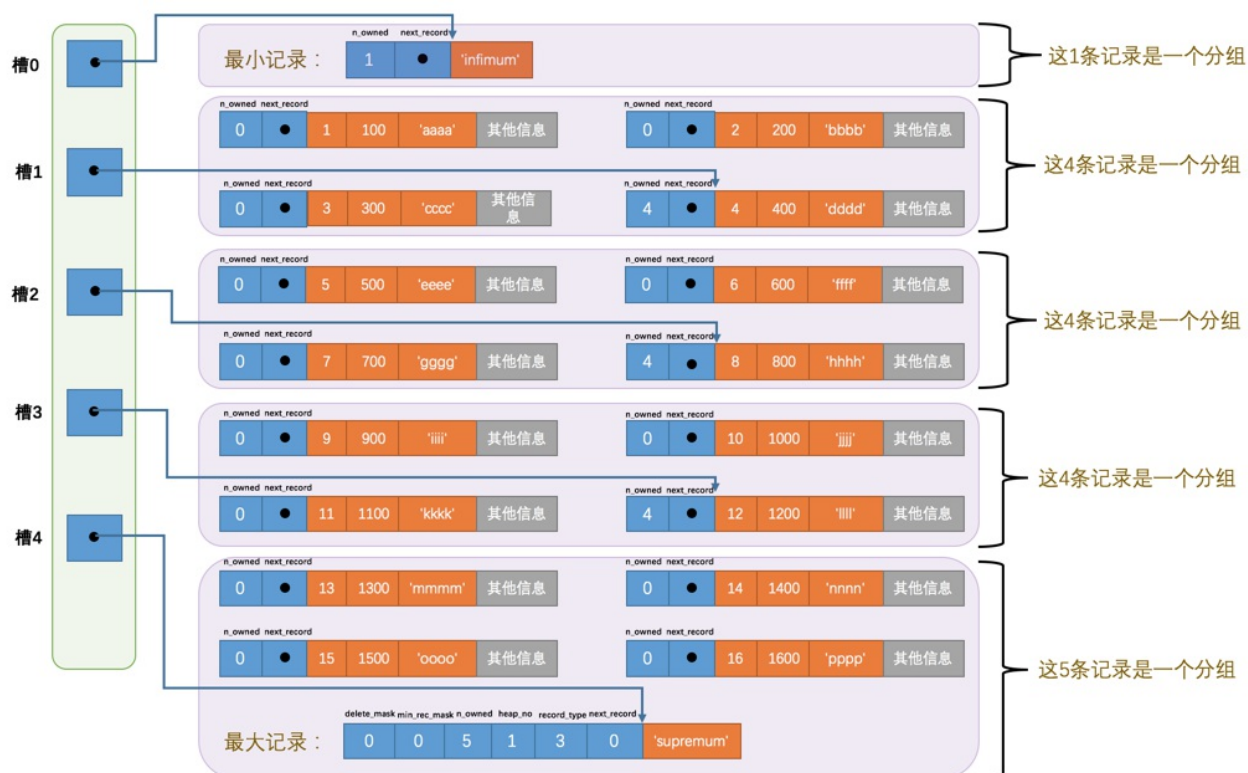 n_owned next_record
槽0
最小记录：
1
'infimum'
这1条记录是一个分组
n_owned next_record
n_owned next_record
0 1 100 'aaaa' 其他信息
0 2 200 'bbbb' 其他信息
槽1
这4条记录是一个分组
n_owned next_record
n_owned next_record
0 3 300 'cccc' 其他信息
4 4 400 'dddd' 其他信息
n_owned next_record
n_owned next_record
0 5 500 'eeee' 其他信息
0 6 600 'ffff' 其他信息
槽2
这4条记录是一个分组
n_owned next_record
n_owned next_record
0 7 700 'gggg' 其他信息
4 8 800 'hhhh' 其他信息
槽3
n_owned next_record
n_owned next_record
0 9 900 'iiii' 其他信息
0 10 1000 'jjjj' 其他信息
这4条记录是一个分组
n_owned next_record
n_owned next_record
0 11 1100 'kkkk' 其他信息
4 12 1200 'llll' 其他信息
槽4
n_owned next_record
n_owned next_record
0 13 1300 'mmmm' 其他信息
0 14 1400 'nnnn' 其他信息
n_owned next_record
n_owned next_record
0 15 1500 'oooo' 其他信息
0 16 1600 'pppp' 其他信息
这5条记录是一个分组
delete_mask min_rec_mask n_owned heap_no record_type next_record
最大记录：
0 0 5 1 3 0 'supremum'